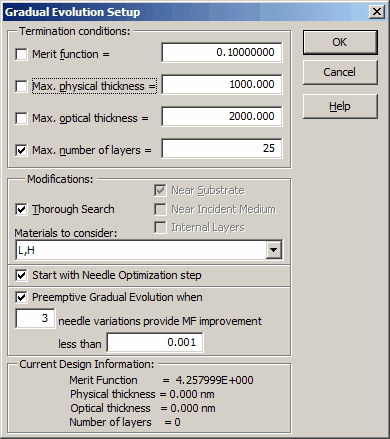 Gradual Evolution Setup
Termination conditions:
Merit function = 0.10000000
Max. physical thickness = 1000.000
Max. optical thickness = 2000.000
Max. number of layers = 25
OK
Cancel
Help
Modifications:
Near Substrate
Thorough Search
Near Incident Medium
Internal Layers
Materials to consider:
L,H
Start with Needle Optimization step
Preemptive Gradual Evolution when
3 needle variations provide MF improvement
less than 0.001
Current Design Information:
Merit Function = 4.257999E+000
Physical thickness = 0.000 nm
Optical thickness = 0.000 nm
Number of layers = 0